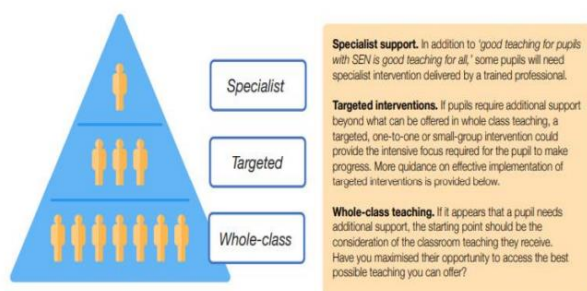 Specialist
Targeted
Whole-class
Specialist support. In addition to 'good teaching for pupils
with SEN is good teaching for all,' some pupils will need
specialist intervention delivered by a trained professional.
Targeted interventions. If pupils require additional support
beyond what can be offered in whole class teaching, a
targeted, one-to-one or small-group intervention could
provide the intensive focus required for the pupil to make
progress. More guidance on effective implementation of
targeted interventions is provided below.
Whole-class teaching. If it appears that a pupil needs
additional support, the starting point should be the
consideration of the classroom teaching they receive.
Have you maximised their opportunity to access the best
possible teaching you can offer?